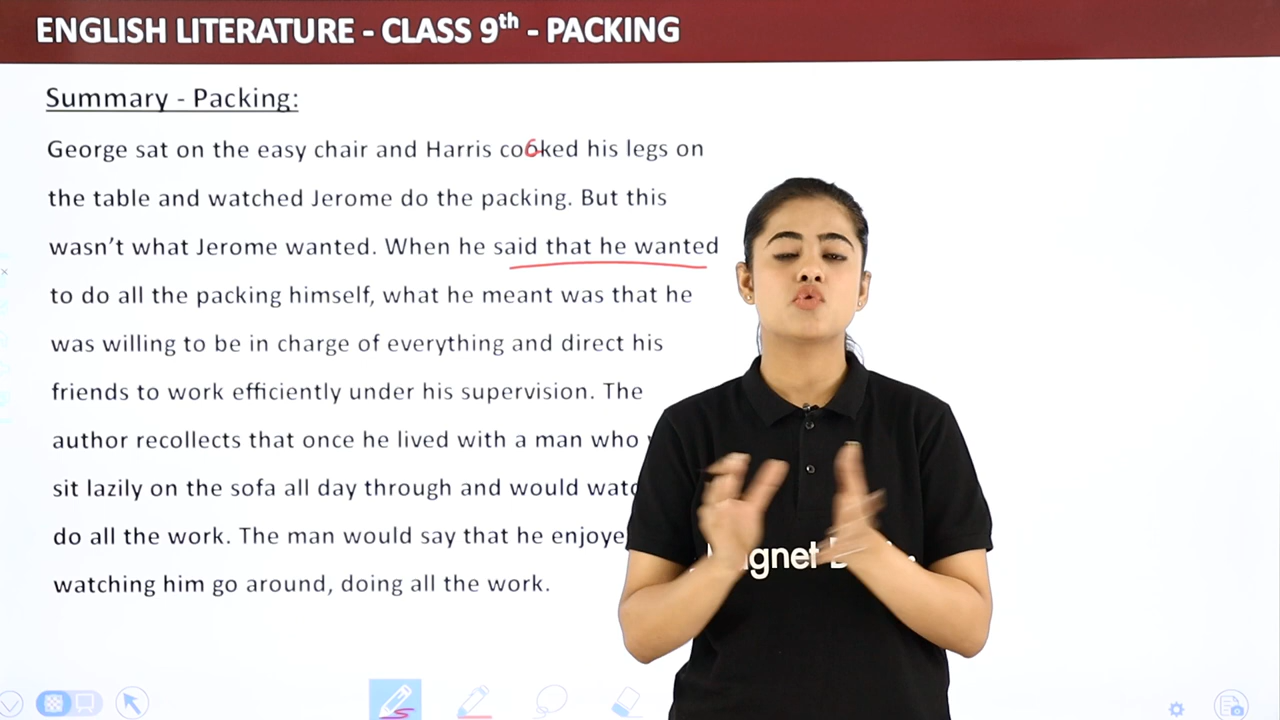 ENGLISH LITERATURE - CLASS 9th - PACKING
Summary - Packing:
George sat on the easy chair and Harris cooked his legs on
the table and watched Jerome do the packing. But this
wasn't what Jerome wanted. When he said that he wanted
to do all the packing himself, what he meant was that he
was willing to be in charge of everything and direct his
friends to work efficiently under his supervision. The
author recollects that once he lived with a man who
sit lazily on the sofa all day through and would
do all the work. The man would say that he
watching him go around, doing all the work.